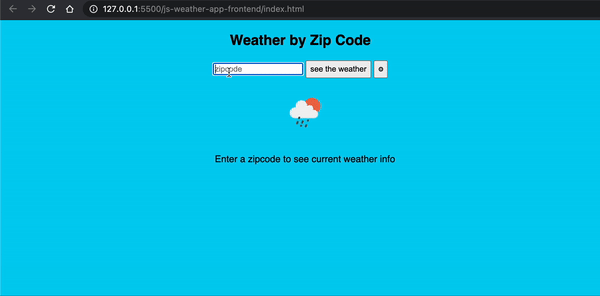 127.0.0.1:5500/js-weather-app-frontend/index.html
Weather by Zip Code
zipcode see the weather
Enter a zipcode to see current weather info